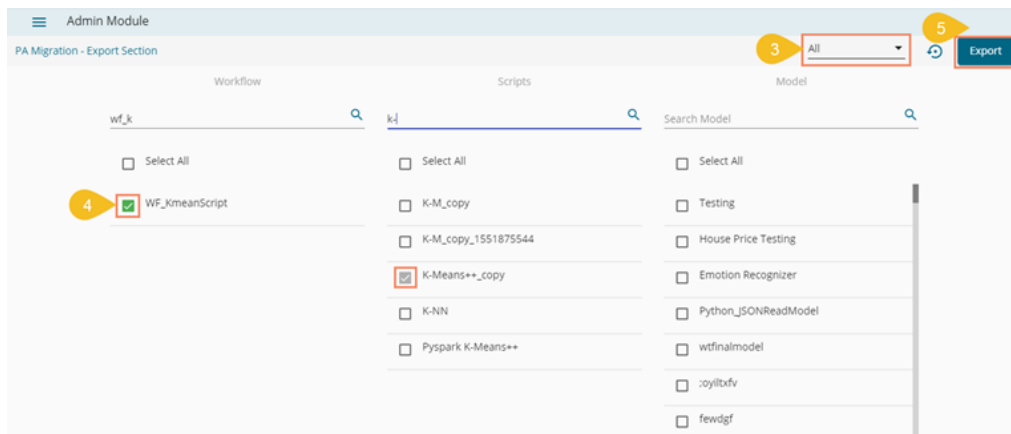 Admin Module
5
PA Migration - Export Section
3
All
Export
Workflow
Scripts
Model
wf_k
k-
Search Model
Select All
Select All
Select All
4
WF_KmeanScript
K-M_copy
Testing
K-M_copy_1551875544
House Price Testing
K-Means++_copy
Emotion Recognizer
K-NN
Python_JSONReadModel
Pyspark K-Means++
wtfinalmodel
;oyiltxfv
fewdgf